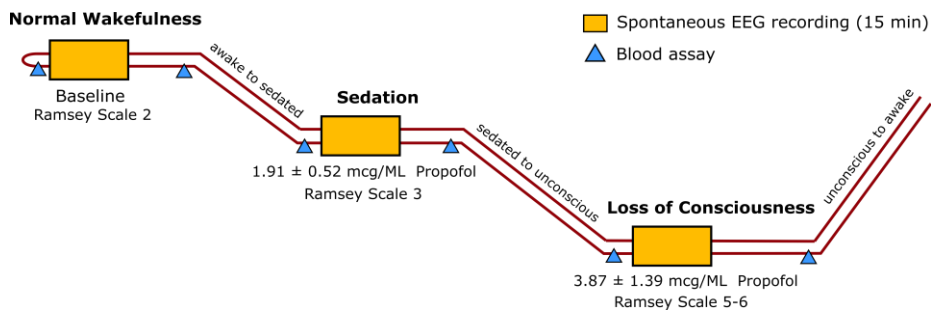 Normal Wakefulness
Spontaneous EEG recording (15 min)
Blood assay
Baseline
Ramsey Scale 2
awake to sedated
Sedation
1.91 ± 0.52 mcg/ML Propofol
Ramsey Scale 3
sedated to unconscious
Loss of Consciousness
3.87 ± 1.39 mcg/ML Propofol
Ramsey Scale 5-6
unconscious to awake